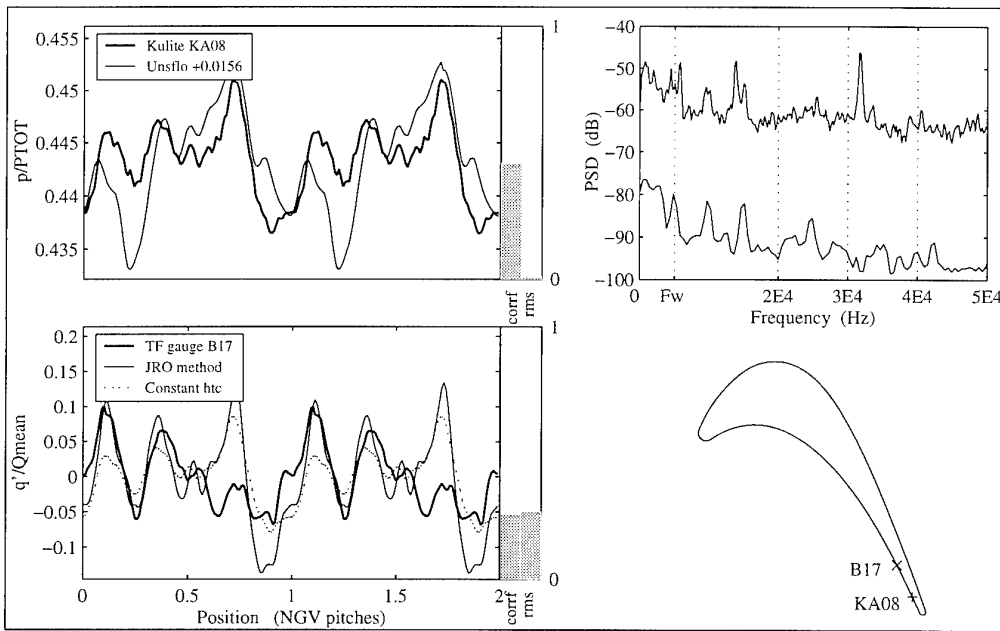 0.455
0.45
0.445
0.44
0.435
p/PTOT
Kulite KA08
Unsflo +0.0156
1
0
corrf
rms
0.2
0.15
0.1
0.05
0
−0.05
−0.1
q'/Qmean
TF gauge B17
JRO method
Constant htc
0
0.5
1
1.5
2
Position (NGV pitches)
1
0
corrf
rms
−40
−50
−60
−70
−80
−90
−100
PSD (dB)
0 Fw 2E4 3E4 4E4 5E4
Frequency (Hz)
B17
KA08